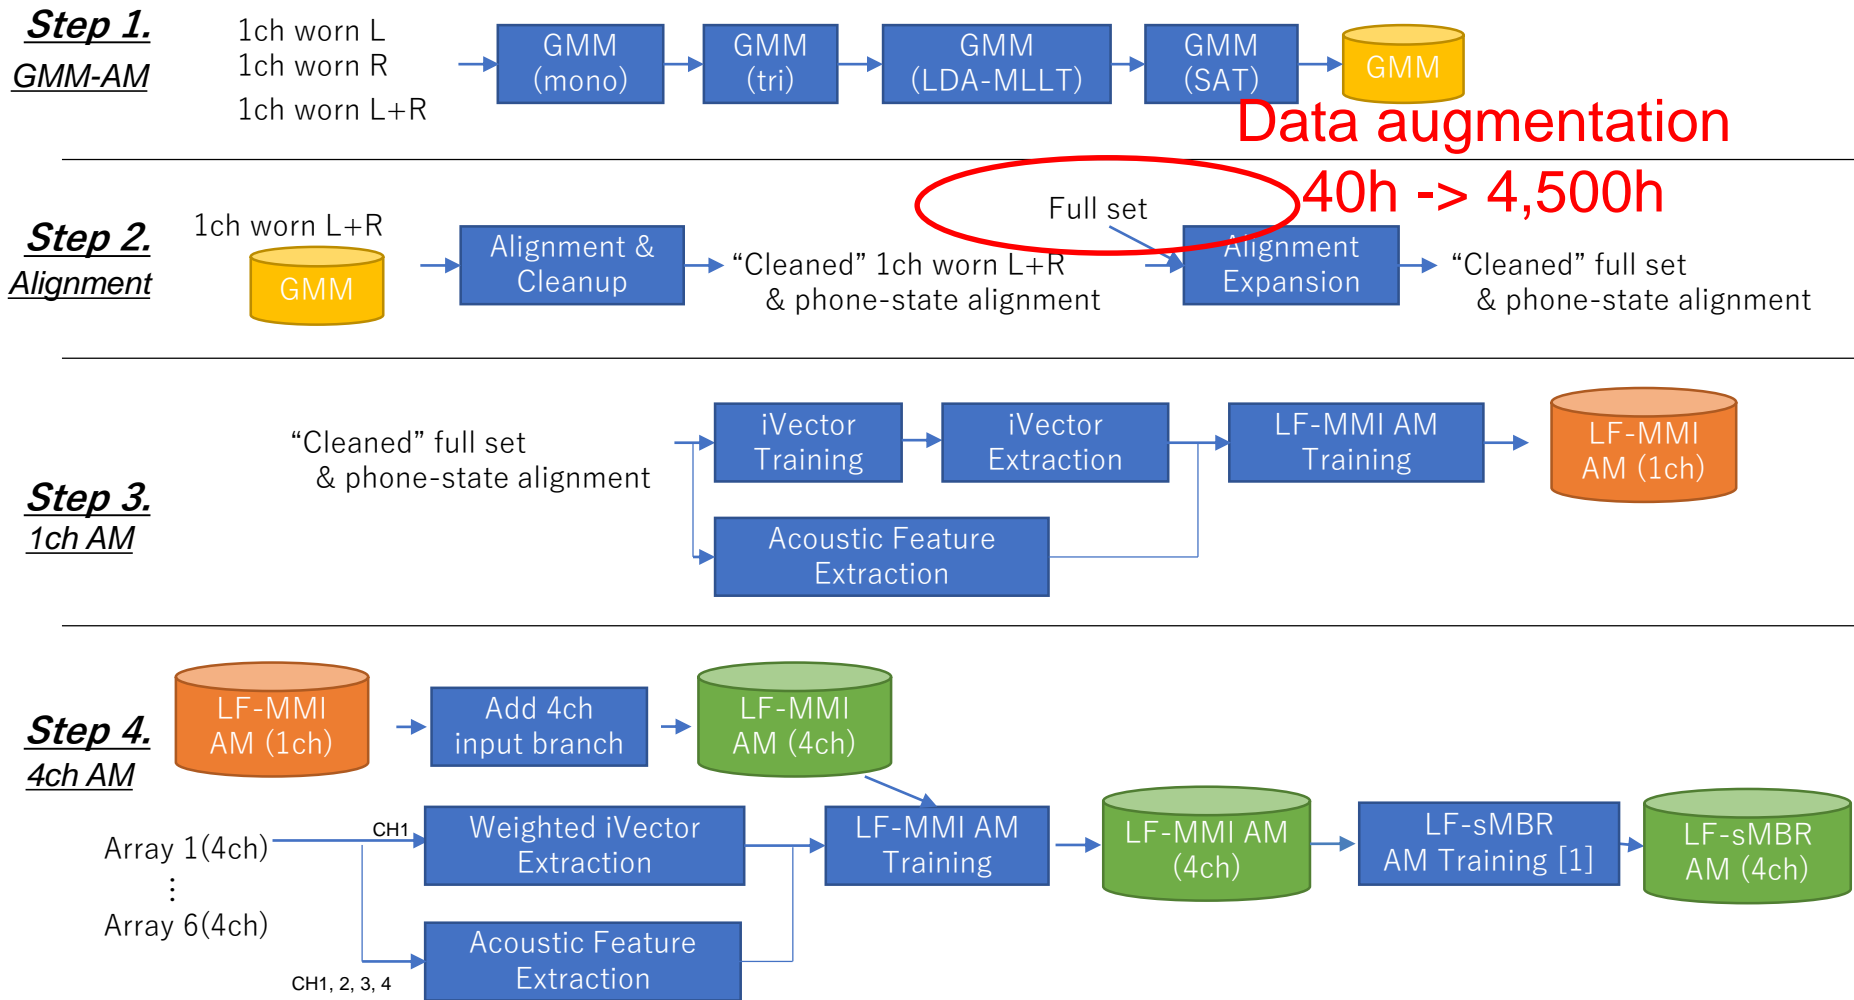 Step 1.
GMM-AM
1ch worn L
1ch worn R
1ch worn L+R
GMM
(mono)
GMM
(tri)
GMM
(LDA-MLLT)
GMM
(SAT)
GMM
Data augmentation
40h -> 4,500h
Step 2.
Alignment
1ch worn L+R
GMM
Alignment &
Cleanup
“Cleaned” 1ch worn L+R
& phone-state alignment
Full set
Alignment
Expansion
“Cleaned” full set
& phone-state alignment
Step 3.
1ch AM
“Cleaned” full set
& phone-state alignment
iVector
Training
iVector
Extraction
LF-MMI AM
Training
LF-MMI
AM (1ch)
Acoustic Feature
Extraction
Step 4.
4ch AM
LF-MMI
AM (1ch)
Add 4ch
input branch
LF-MMI
AM (4ch)
Array 1(4ch)
⋮
Array 6(4ch)
CH1
CH1, 2, 3, 4
Weighted iVector
Extraction
Acoustic Feature
Extraction
LF-MMI AM
Training
LF-MMI AM
(4ch)
LF-sMBR
AM Training [1]
LF-sMBR
AM (4ch)